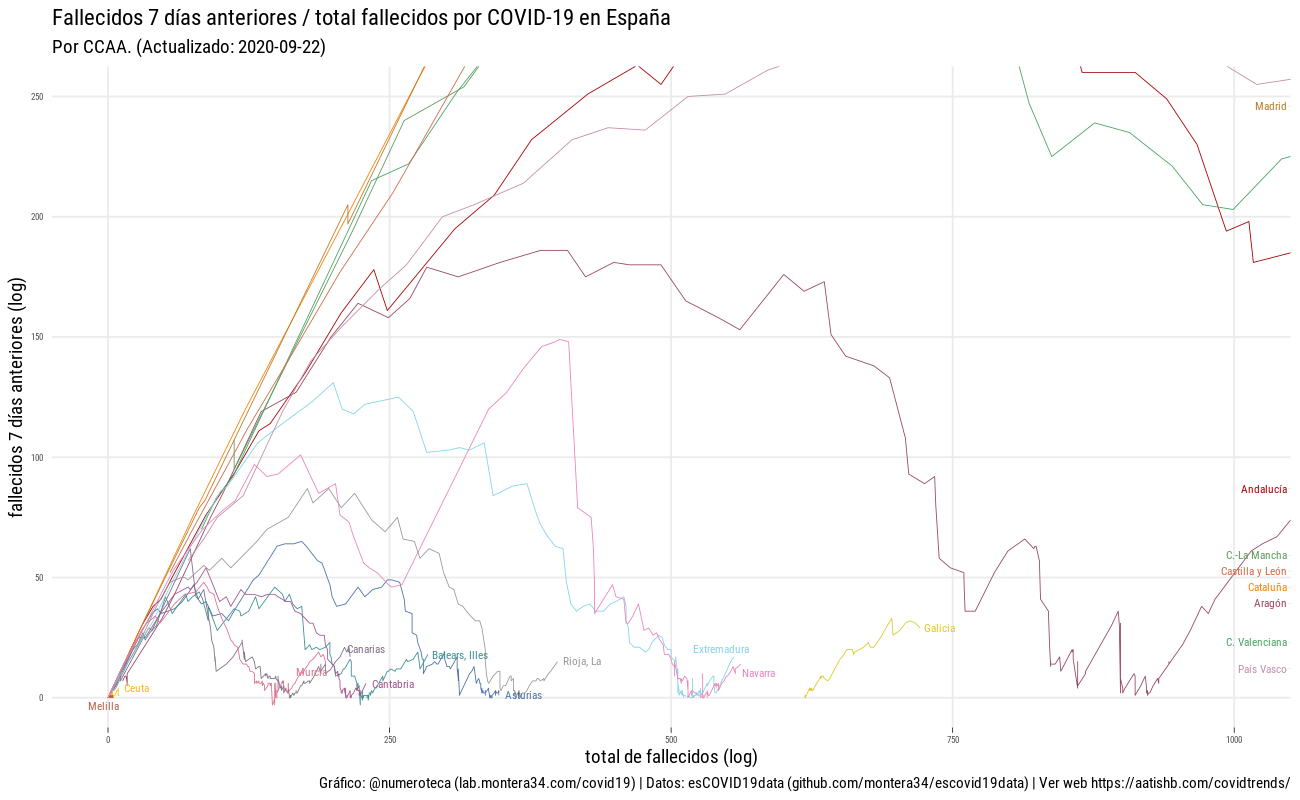 Fallecidos 7 días anteriores / total fallecidos por COVID-19 en España
Por CCAA. (Actualizado: 2020-09-22)
fallecidos 7 días anteriores (log)
250
200
150
100
50
0
Madrid
Andalucía
C.-La Mancha
Castilla y León
Cataluña
Aragón
Galicia
C. Valenciana
Canarias
Balears, Illes
Rioja, La
Extremadura
País Vasco
Murcia
Navarra
Cantabria
Ceuta
Asturias
Melilla
0
250
500
750
1000
total de fallecidos (log)
Gráfico: @numeroteca (lab.montera34.com/covid19) | Datos: esCOVID19data (github.com/montera34/escovid19data) | Ver web https://aatishb.com/covidtrends/